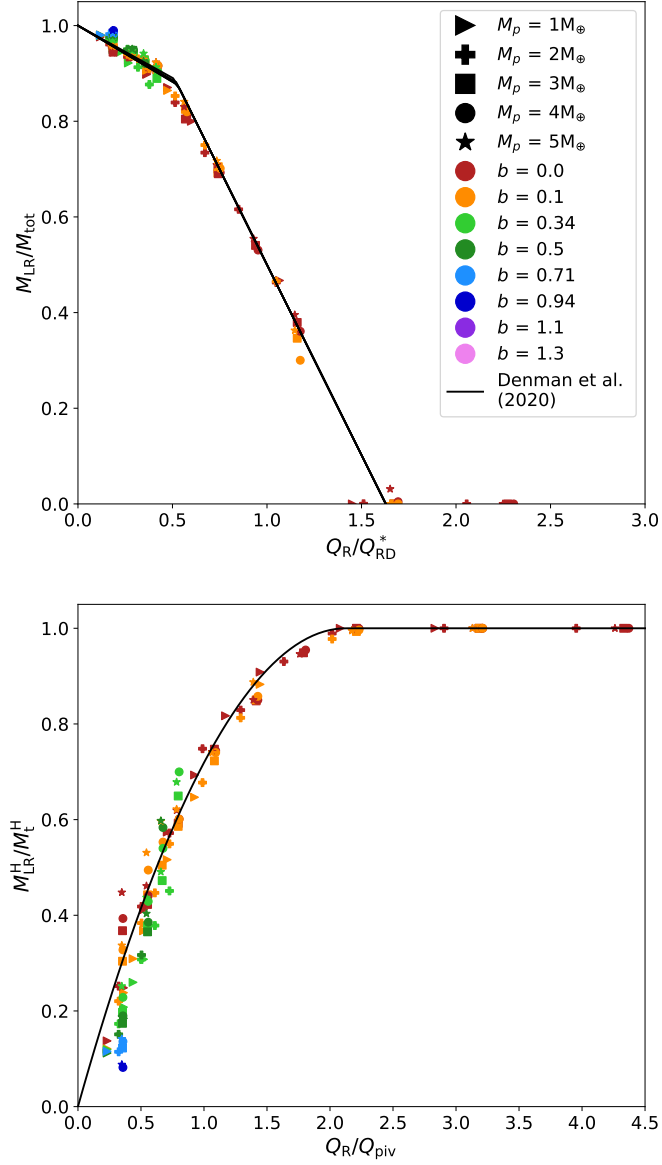 1.0
0.8
0.6
0.4
0.2
0.0
M_LR/M_tot
0.0 0.5 1.0 1.5 2.0 2.5 3.0
Q_R/Q*_RD
M_p = 1M⊕
M_p = 2M⊕
M_p = 3M⊕
M_p = 4M⊕
M_p = 5M⊕
b = 0.0
b = 0.1
b = 0.34
b = 0.5
b = 0.71
b = 0.94
b = 1.1
b = 1.3
Denman et al.
(2020)
1.0
0.8
0.6
0.4
0.2
0.0
M^H_LR/M^H_t
0.0 0.5 1.0 1.5 2.0 2.5 3.0 3.5 4.0 4.5
Q_R/Q_piv